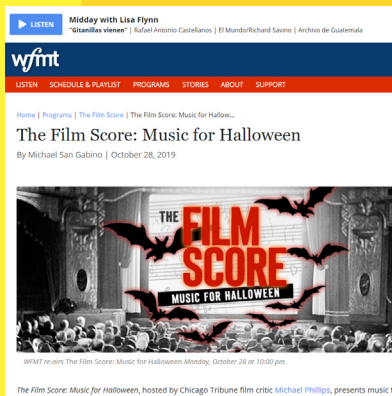 LISTEN
Midday with Lisa Flynn
"Gitanillas vienen" | Rafael Antonio Castellanos | El Mundo/Richard Savino | Archivo de Guatemala
wfmt
LISTEN SCHEDULE & PLAYLIST PROGRAMS STORIES ABOUT SUPPORT
Home | Programs | The Film Score | The Film Score: Music for Hallow...
The Film Score: Music for Halloween
By Michael San Gabino | October 28, 2019
THE
FILM
SCORE
MUSIC FOR HALLOWEEN
WFMT re-airs The Film Score: Music for Halloween Monday, October 28 at 10:00 pm.
The Film Score: Music for Halloween, hosted by Chicago Tribune film critic Michael Phillips, presents music